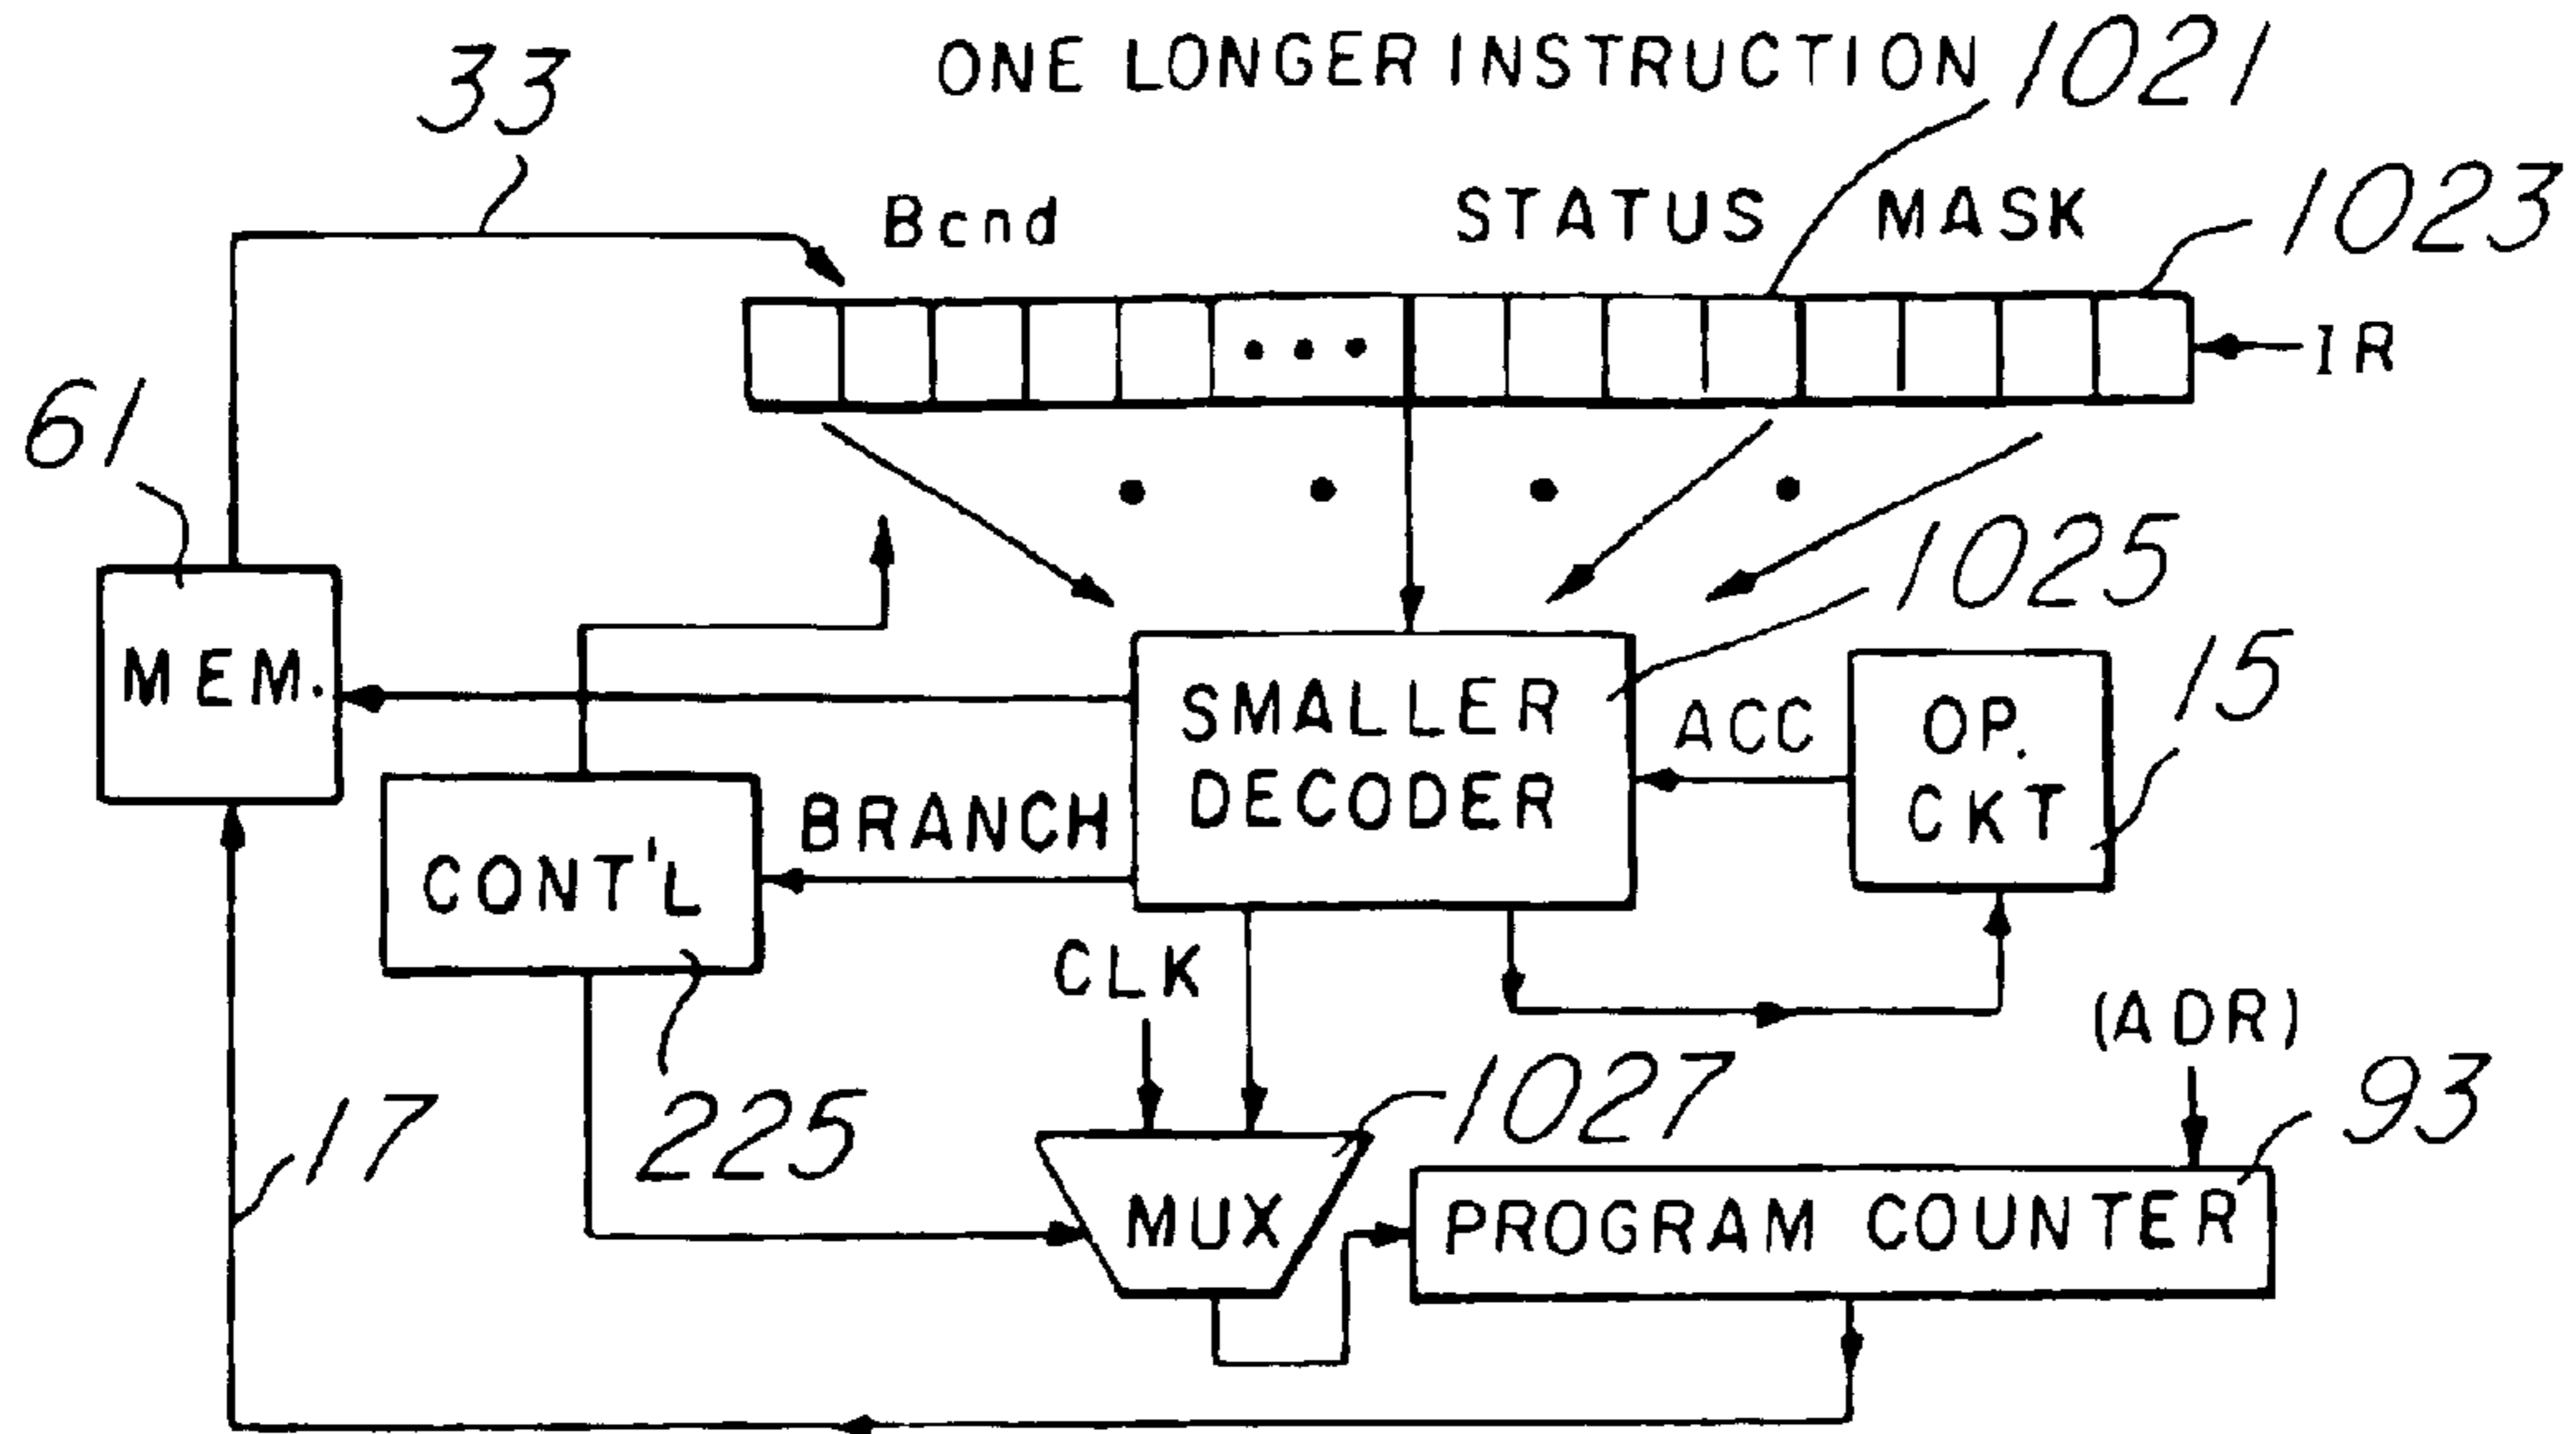 ONE LONGER INSTRUCTION
1021
33
Bcnd
STATUS MASK
1023
IR
61
1025
MEM.
SMALLER
DECODER
ACC
OP.
CKT
15
BRANCH
CONT'L
CLK
(ADR)
17
225
1027
93
MUX
PROGRAM COUNTER